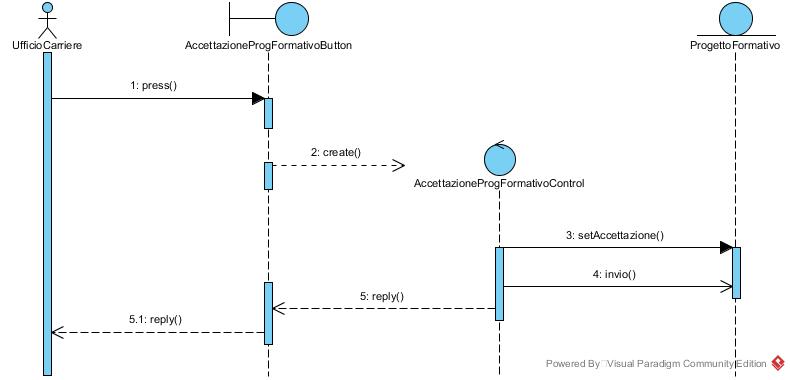 UfficioCarriere
AccettazioneProgFormativoButton
ProgettoFormativo
1: press()
2: create()
AccettazioneProgFormativoControl
3: setAccettazione()
4: invio()
5: reply()
5.1: reply()
Powered By Visual Paradigm Community Edition